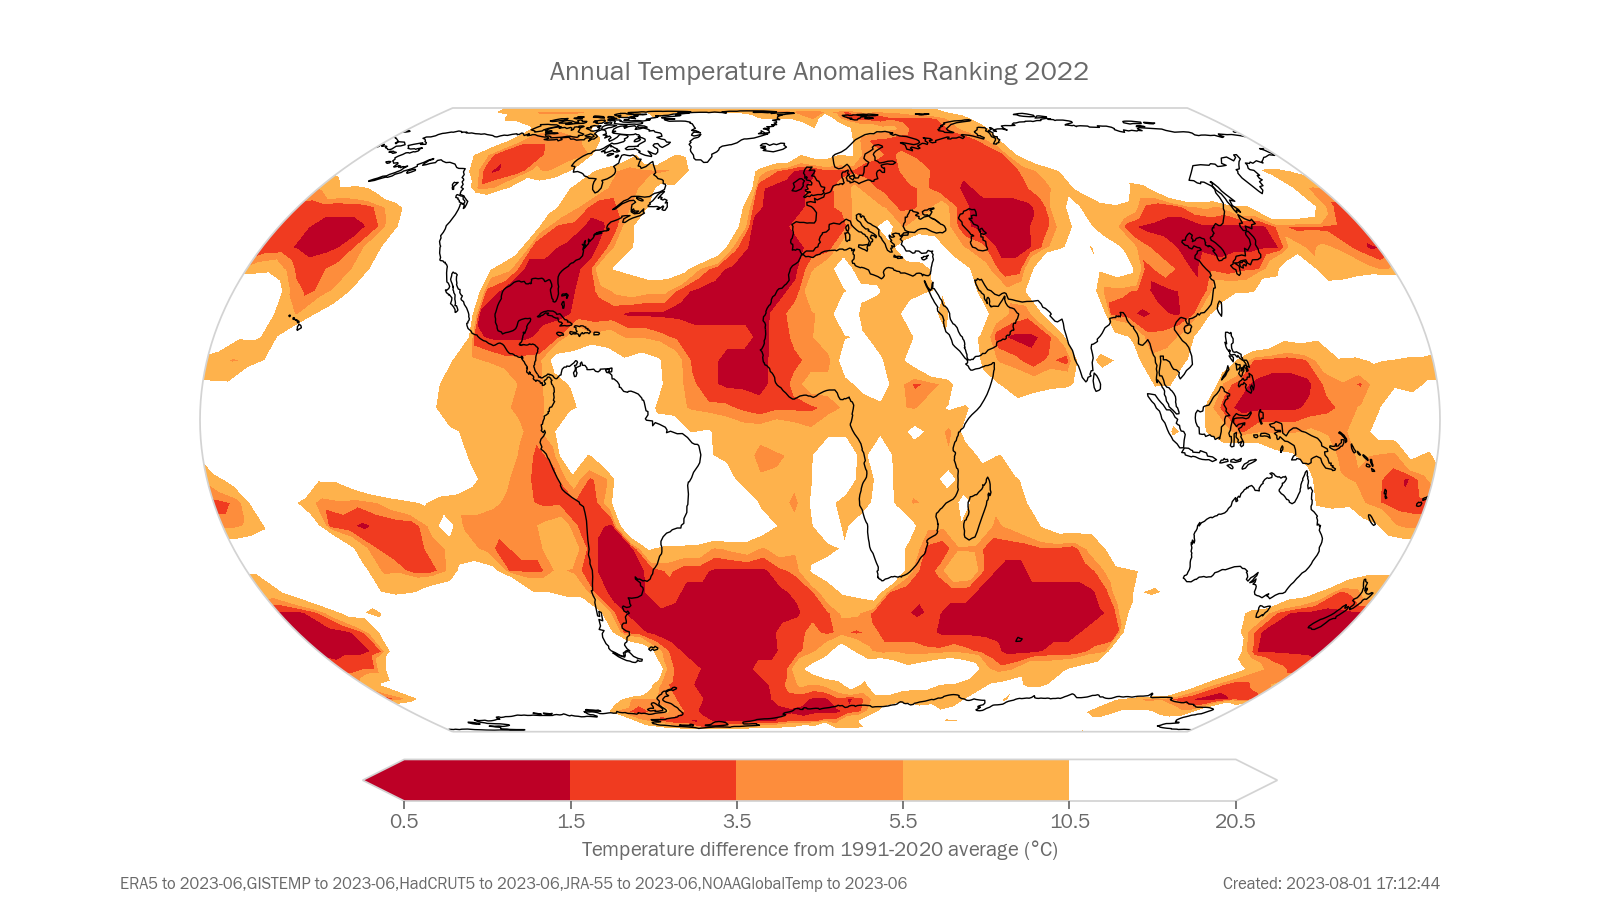 Annual Temperature Anomalies Ranking 2022
0.5 1.5 3.5 5.5 10.5 20.5
Temperature difference from 1991-2020 average (°C)
ERA5 to 2023-06,GISTEMP to 2023-06,HadCRUT5 to 2023-06,JRA-55 to 2023-06,NOAAGlobalTemp to 2023-06
Created: 2023-08-01 17:12:44